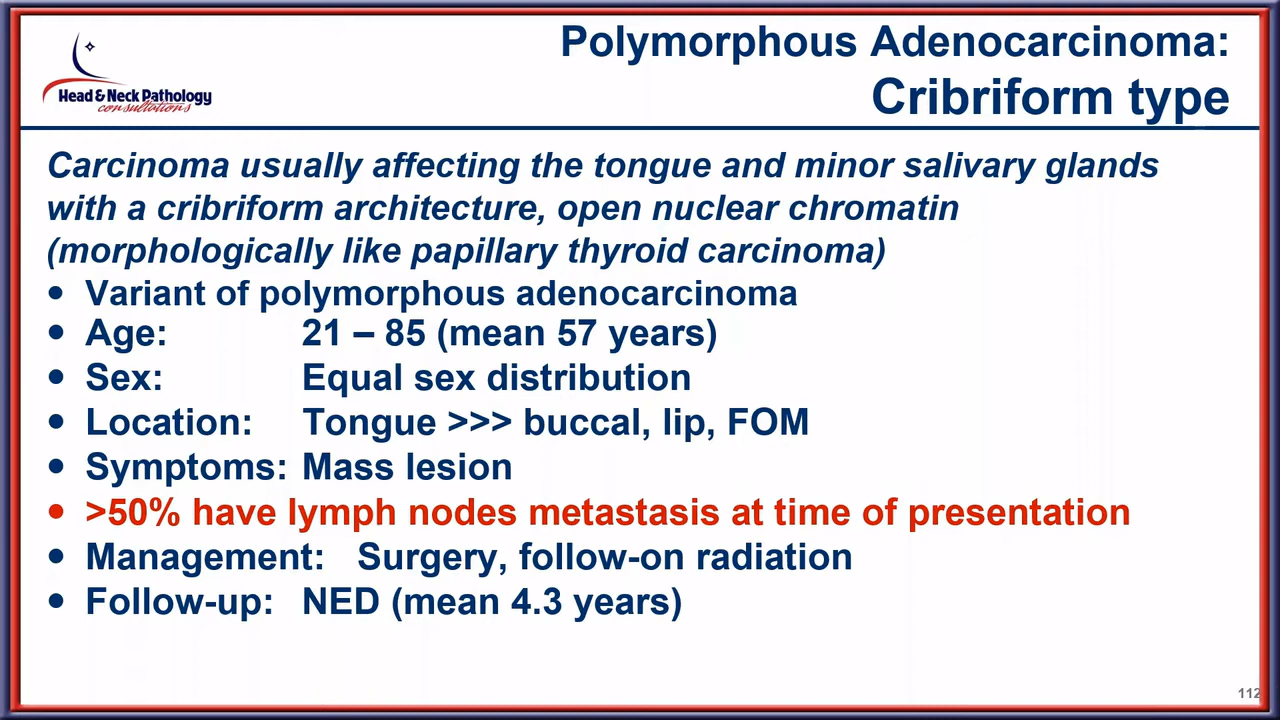 Head & Neck Pathology
consultations
Polymorphous Adenocarcinoma:
Cribriform type
Carcinoma usually affecting the tongue and minor salivary glands
with a cribriform architecture, open nuclear chromatin
(morphologically like papillary thyroid carcinoma)
• Variant of polymorphous adenocarcinoma
• Age: 21 – 85 (mean 57 years)
• Sex: Equal sex distribution
• Location: Tongue >>> buccal, lip, FOM
• Symptoms: Mass lesion
• >50% have lymph nodes metastasis at time of presentation
• Management: Surgery, follow-on radiation
• Follow-up: NED (mean 4.3 years)
112